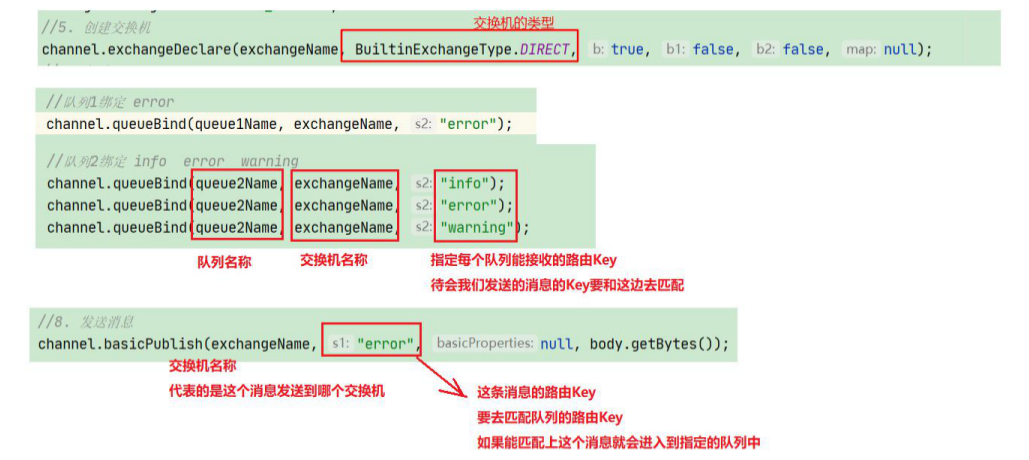 //5. 创建交换机
交换机的类型
channel.exchangeDeclare(exchangeName, BuiltinExchangeType.DIRECT, b: true, b1: false, b2: false, map: null);
//队列1绑定 error
channel.queueBind(queue1Name, exchangeName, s2: "error");
//队列2绑定 info error warning
channel.queueBind(queue2Name, exchangeName, s2: "info");
channel.queueBind(queue2Name, exchangeName, s2: "error");
channel.queueBind(queue2Name, exchangeName, s2: "warning");
队列名称 交换机名称 指定每个队列能接收的路由Key
待会我们发送的消息的Key要和这边去匹配
//8. 发送消息
channel.basicPublish(exchangeName, s1: "error", basicProperties: null, body.getBytes());
交换机名称
代表的是这个消息发送到哪个交换机
这条消息的路由Key
要去匹配队列的路由Key
如果能匹配上这个消息就会进入到指定的队列中